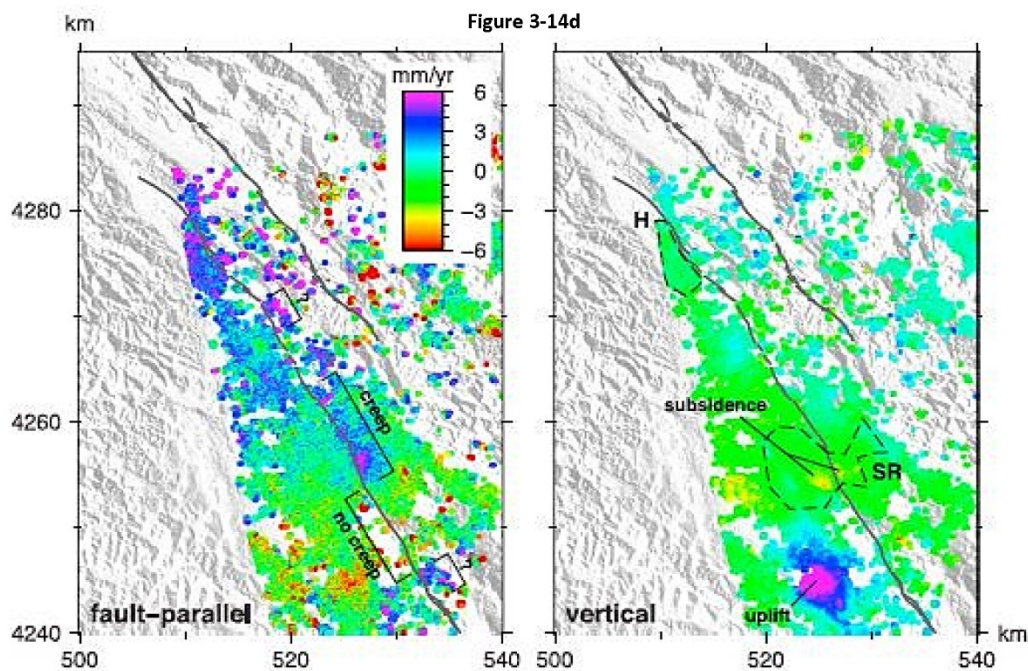 Figure 3-14d
km
mm/yr
6
3
0
−3
−6
4280
4260
4240
500
520
540
?
creep
no creep
?
fault−parallel
H
subsidence
SR
uplift
vertical
500
520
540
km